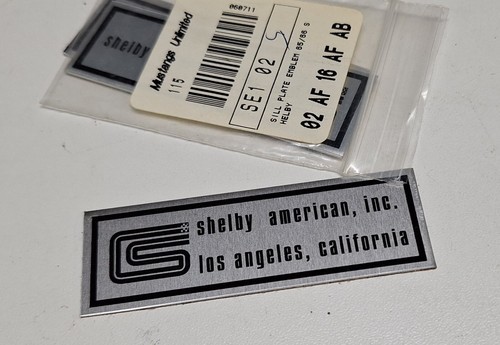 shelby
Mustangs Unlimited
115
060711
SE1 02
SILL PLATE EMBLEM 65/66 S
HELBY
02 AF 16 AF AB
shelby american, inc.
los angeles, california